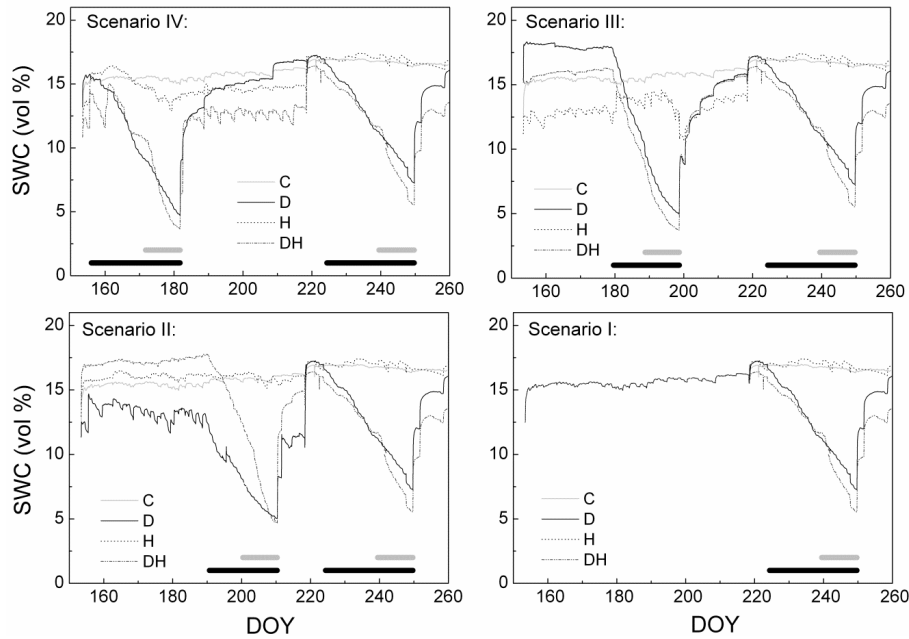 Scenario IV:
SWC (vol %)
20
15
10
5
0
C
D
H
DH
160 180 200 220 240 260
Scenario III:
SWC (vol %)
20
15
10
5
0
C
D
H
DH
160 180 200 220 240 260
Scenario II:
SWC (vol %)
20
15
10
5
0
C
D
H
DH
160 180 200 220 240 260
DOY
Scenario I:
20
15
10
5
0
C
D
H
DH
160 180 200 220 240 260
DOY